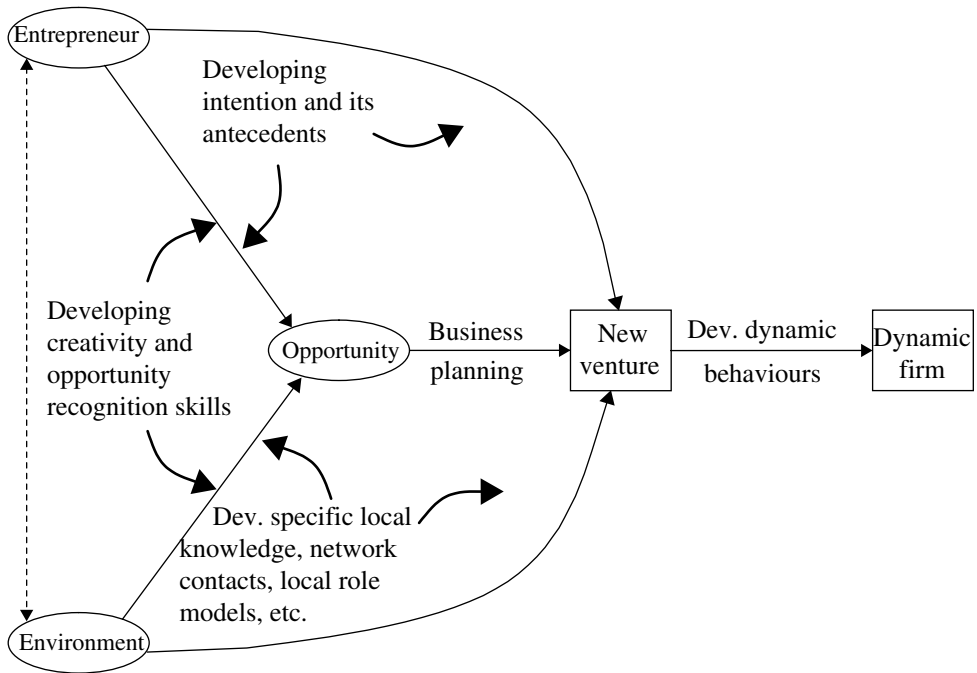 Entrepreneur
Developing
intention and its
antecedents
Developing
creativity and
opportunity
recognition skills
Opportunity
Business
planning
New
venture
Dev. dynamic
behaviours
Dynamic
firm
Dev. specific local
knowledge, network
contacts, local role
models, etc.
Environment